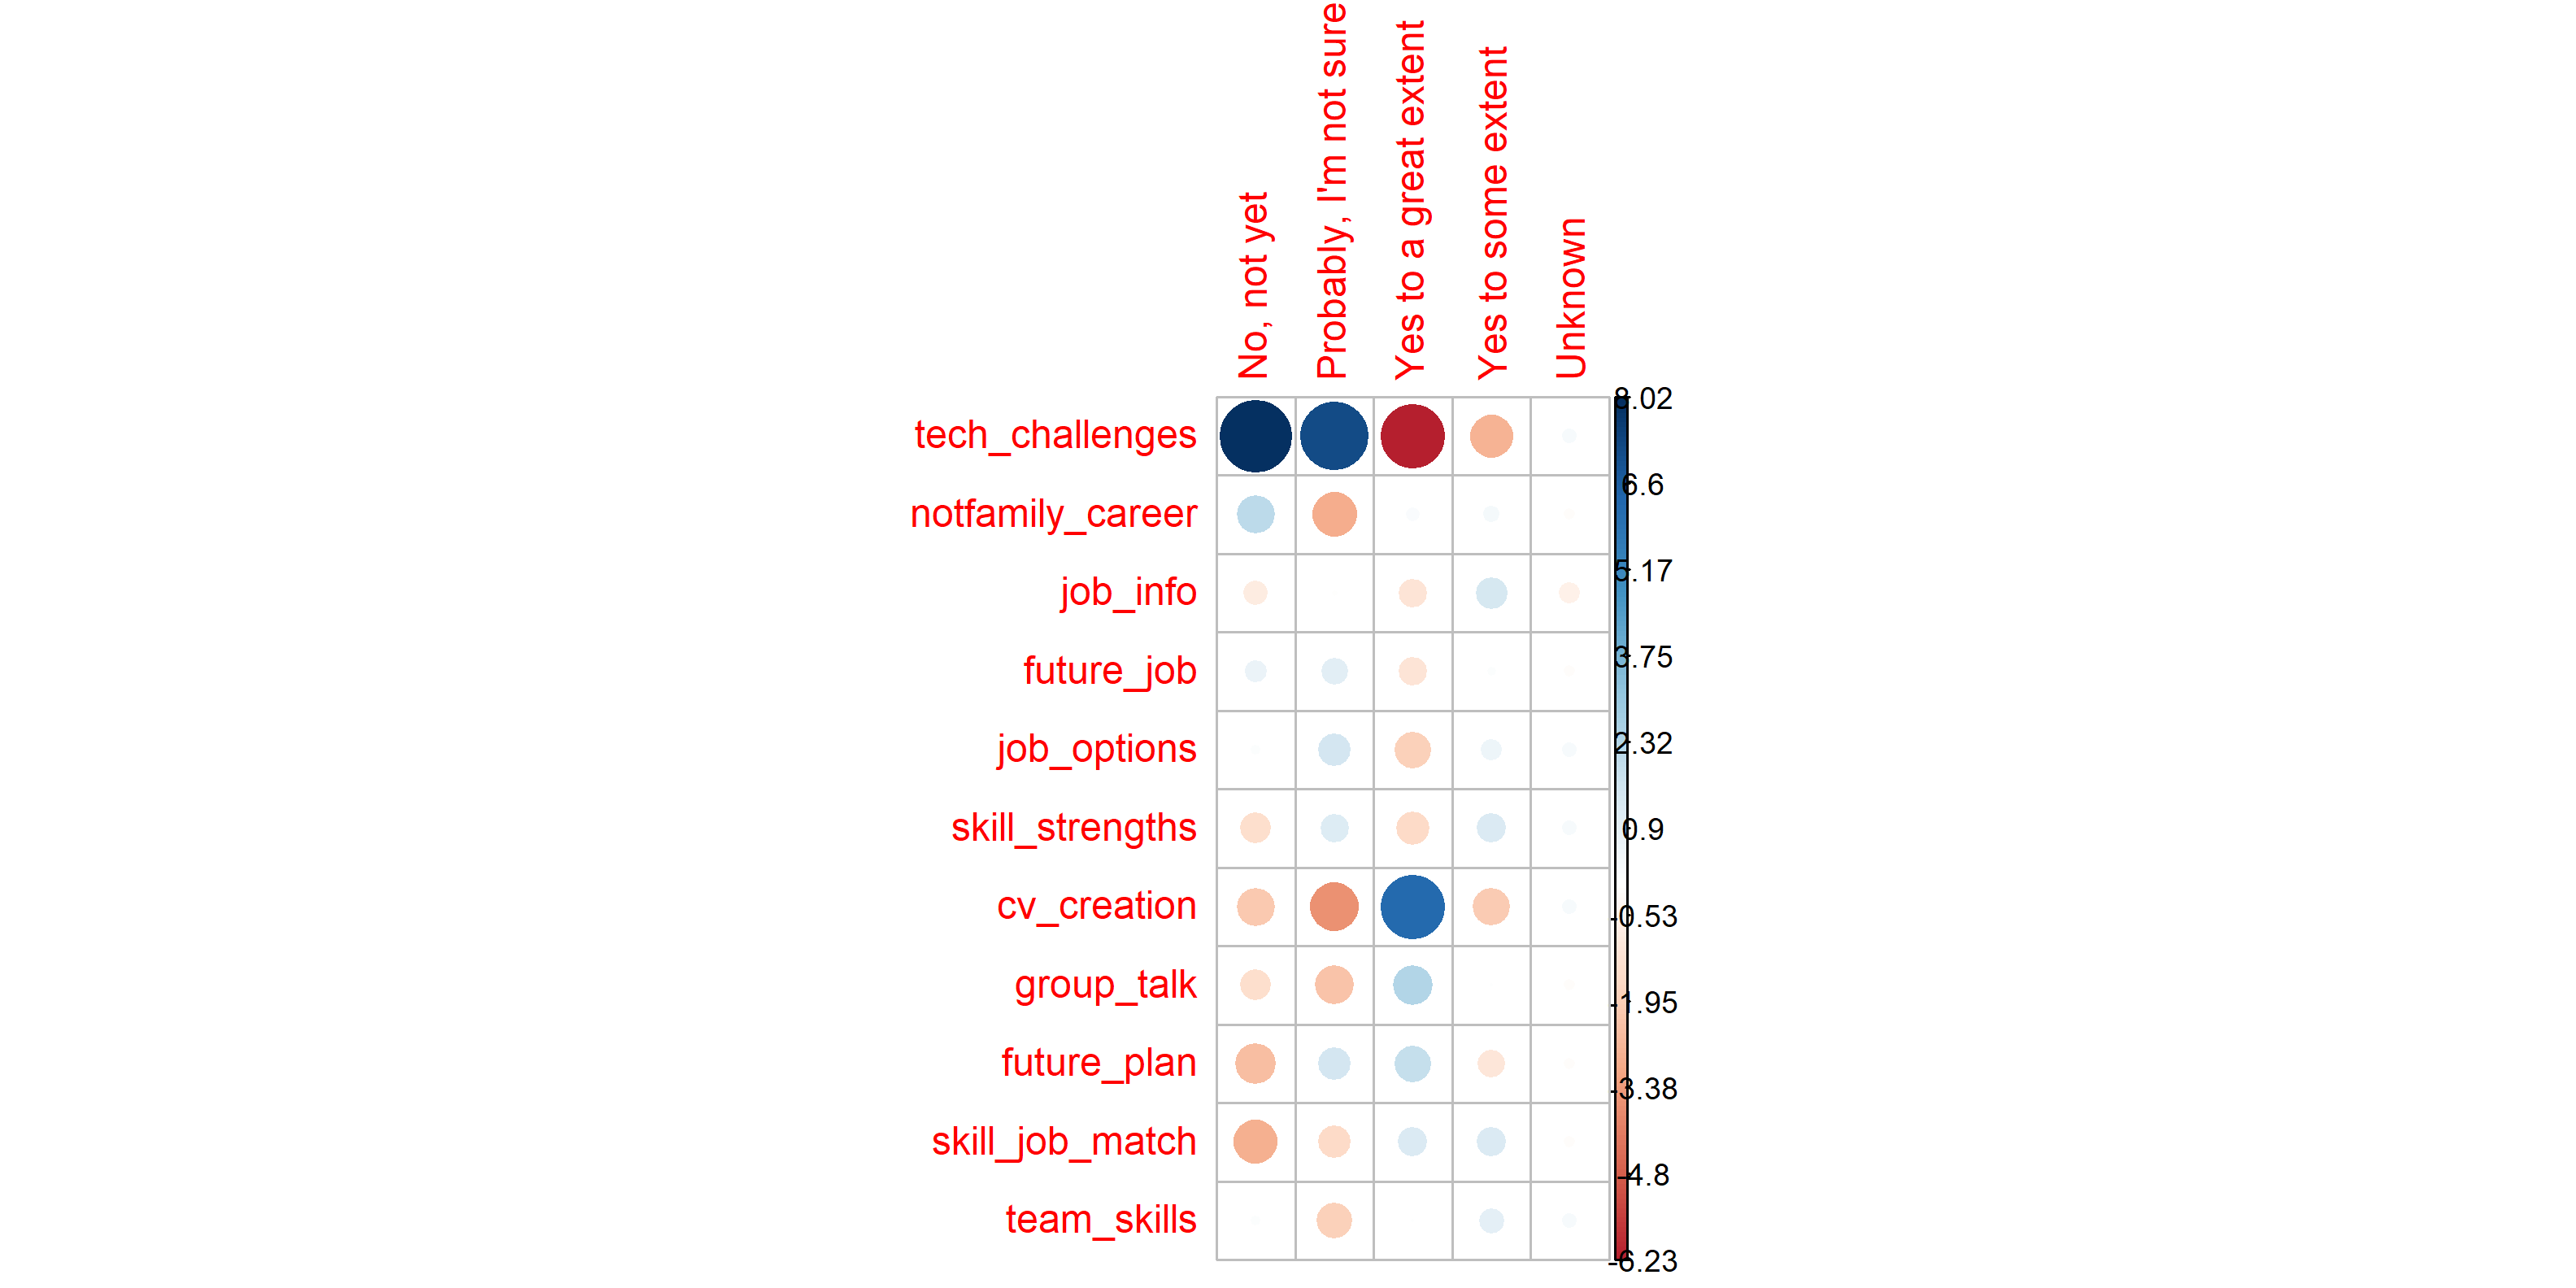 No, not yet
Probably, I'm not sure
Yes to a great extent
Yes to some extent
Unknown
tech_challenges
notfamily_career
job_info
future_job
job_options
skill_strengths
cv_creation
group_talk
future_plan
skill_job_match
team_skills
8.02
6.6
5.17
3.75
2.32
0.9
-0.53
-1.95
-3.38
-4.8
-6.23